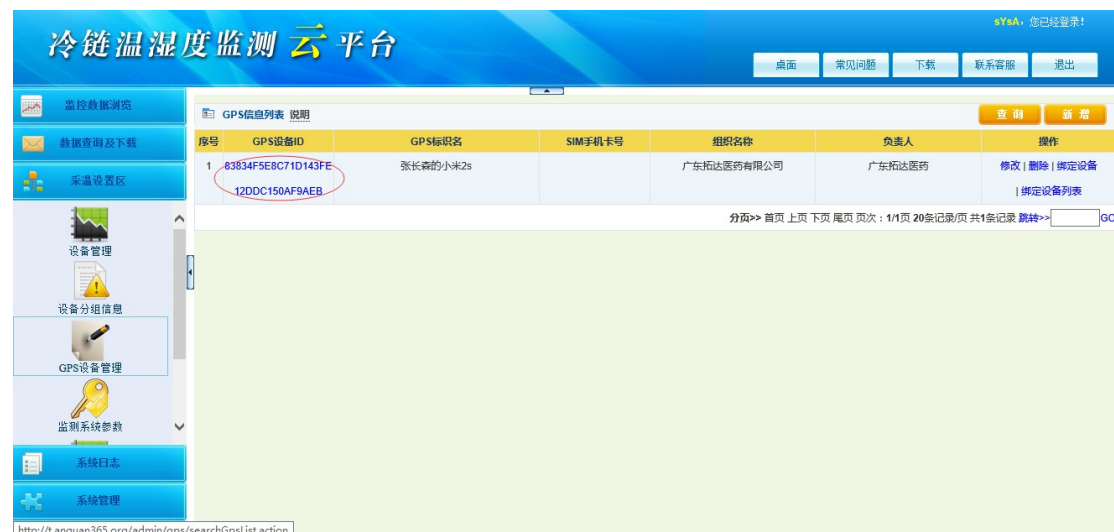 冷链温湿度监测 云 平台
sYsA，您已经登录！
桌面 常见问题 下载 联系客服 退出
监控数据浏览
数据查询及下载
采温设置区
设备管理
设备分组信息
GPS设备管理
监测系统参数
系统日志
系统管理
GPS信息列表 说明
查 询 新 增
序号 GPS设备ID GPS标识名 SIM手机卡号 组织名称 负责人 操作
1 83834F5E8C71D143FE 张长森的小米2s 广东拓达医药有限公司 广东拓达医药 修改 | 删除 | 绑定设备
12DDC150AF9AEB | 绑定设备列表
分页>> 首页 上页 下页 尾页 页次：1/1页 20条记录/页 共1条记录 跳转>> GO
http://t.anquan365.org/admin/gps/searchGpsList.action